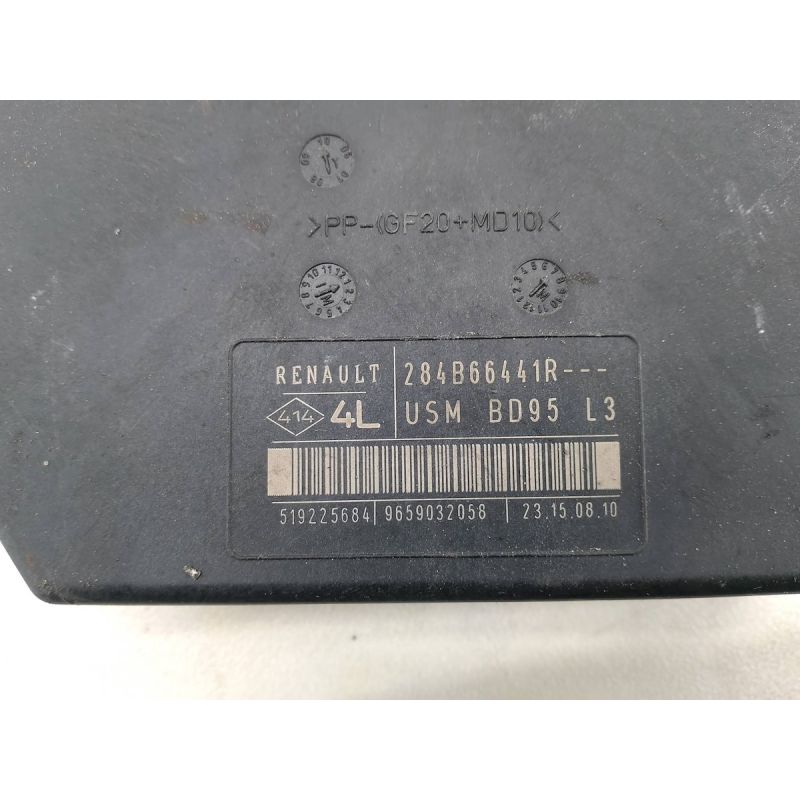 >PP-(GF20+MD10)<
RENAULT 284B66441R---
414 4L USM BD95 L3
519225684 9659032058 23.15.08.10